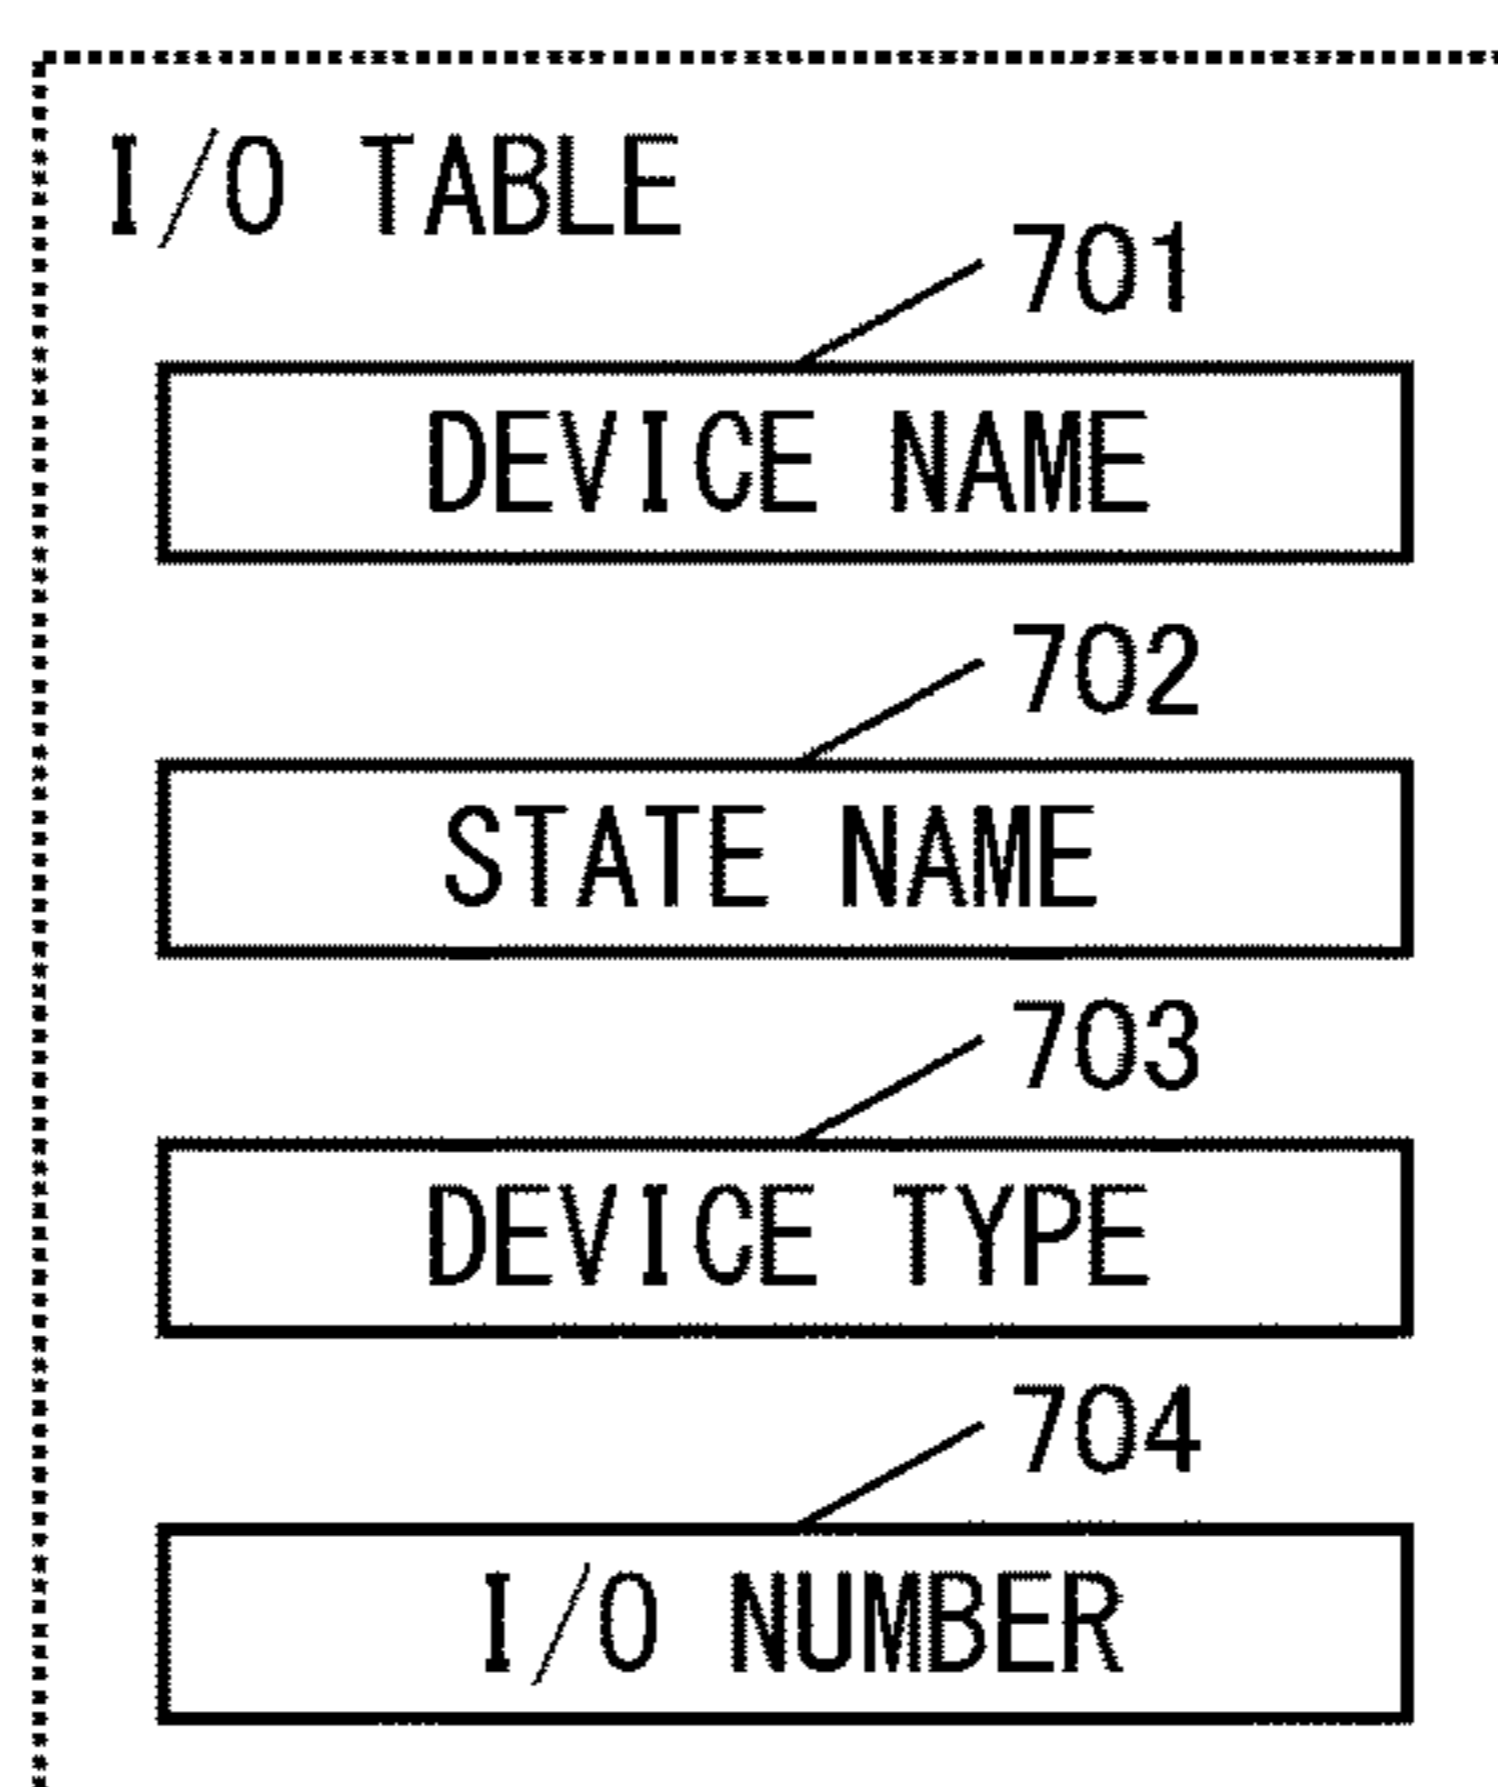 I/O TABLE
701
DEVICE NAME
702
STATE NAME
703
DEVICE TYPE
704
I/O NUMBER